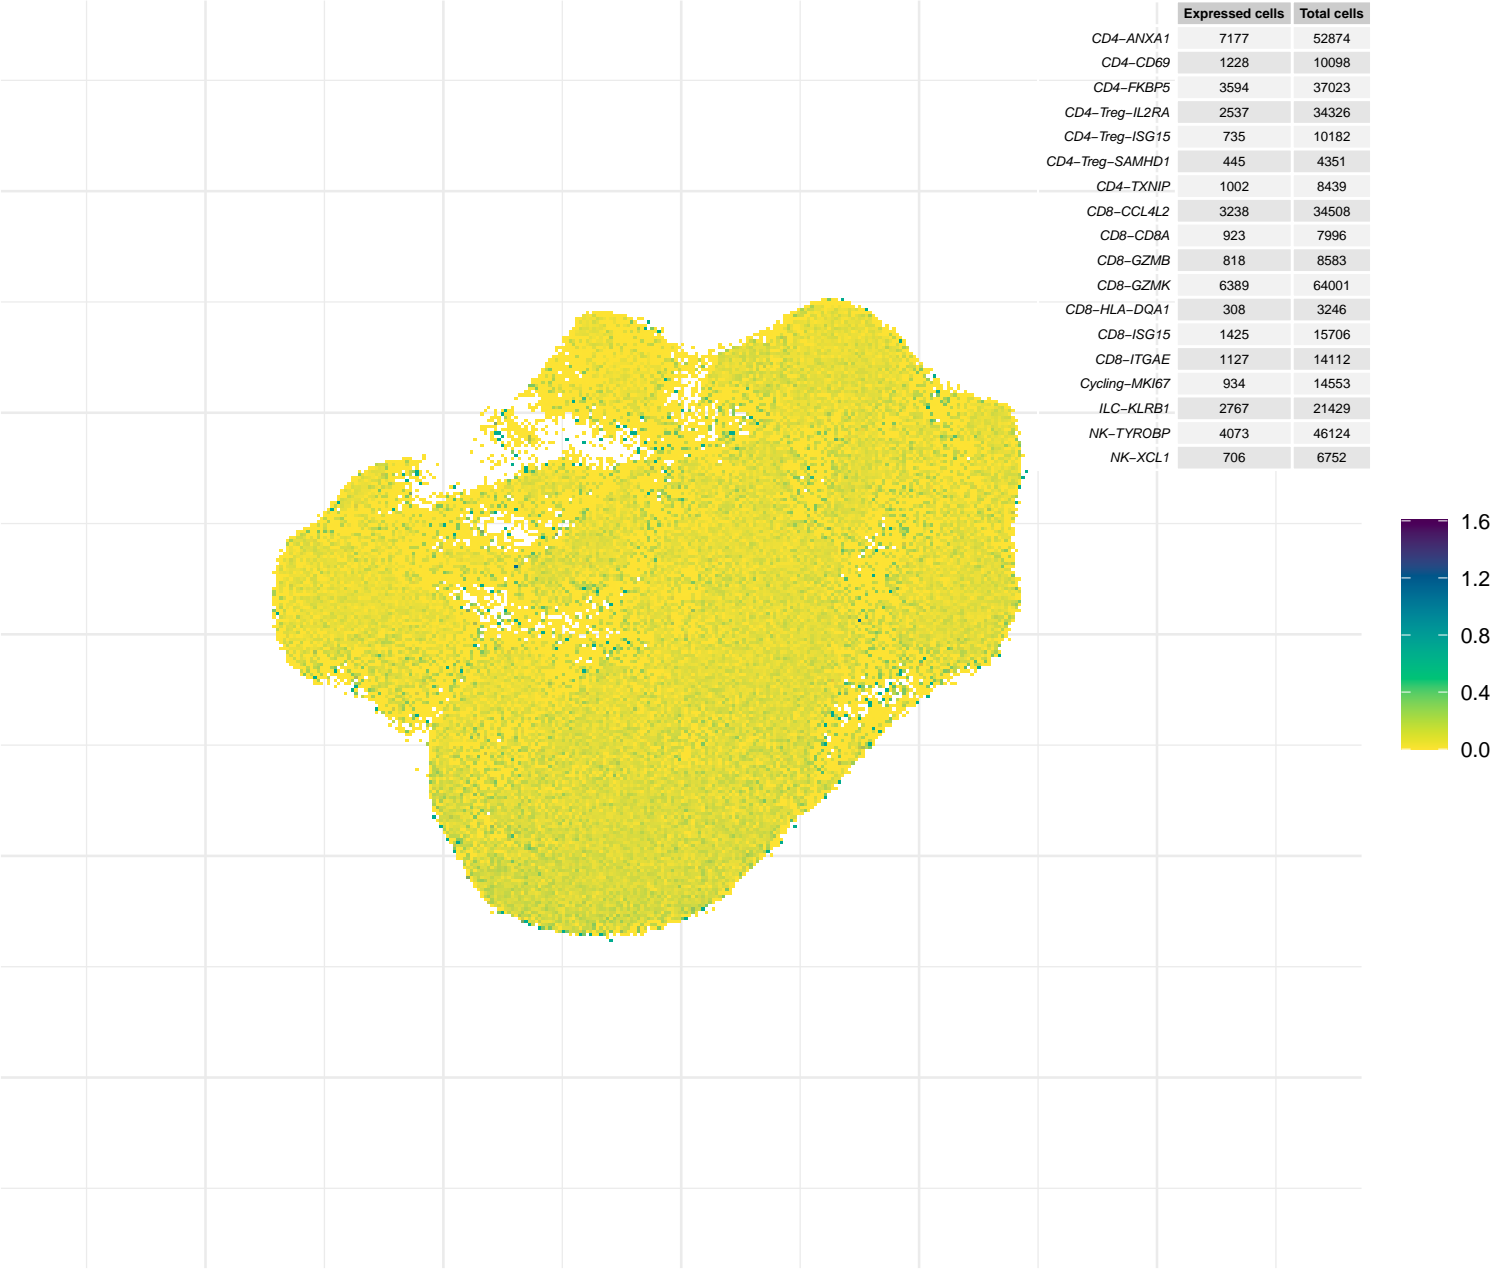 Expressed cells Total cells
CD4−ANXA1 7177 52874
CD4−CD69 1228 10098
CD4−FKBP5 3594 37023
CD4−Treg−IL2RA 2537 34326
CD4−Treg−ISG15 735 10182
CD4−Treg−SAMHD1 445 4351
CD4−TXNIP 1002 8439
CD8−CCL4L2 3238 34508
CD8−CD8A 923 7996
CD8−GZMB 818 8583
CD8−GZMK 6389 64001
CD8−HLA−DQA1 308 3246
CD8−ISG15 1425 15706
CD8−ITGAE 1127 14112
Cycling−MKI67 934 14553
ILC−KLRB1 2767 21429
NK−TYROBP 4073 46124
NK−XCL1 706 6752
1.6
1.2
0.8
0.4
0.0